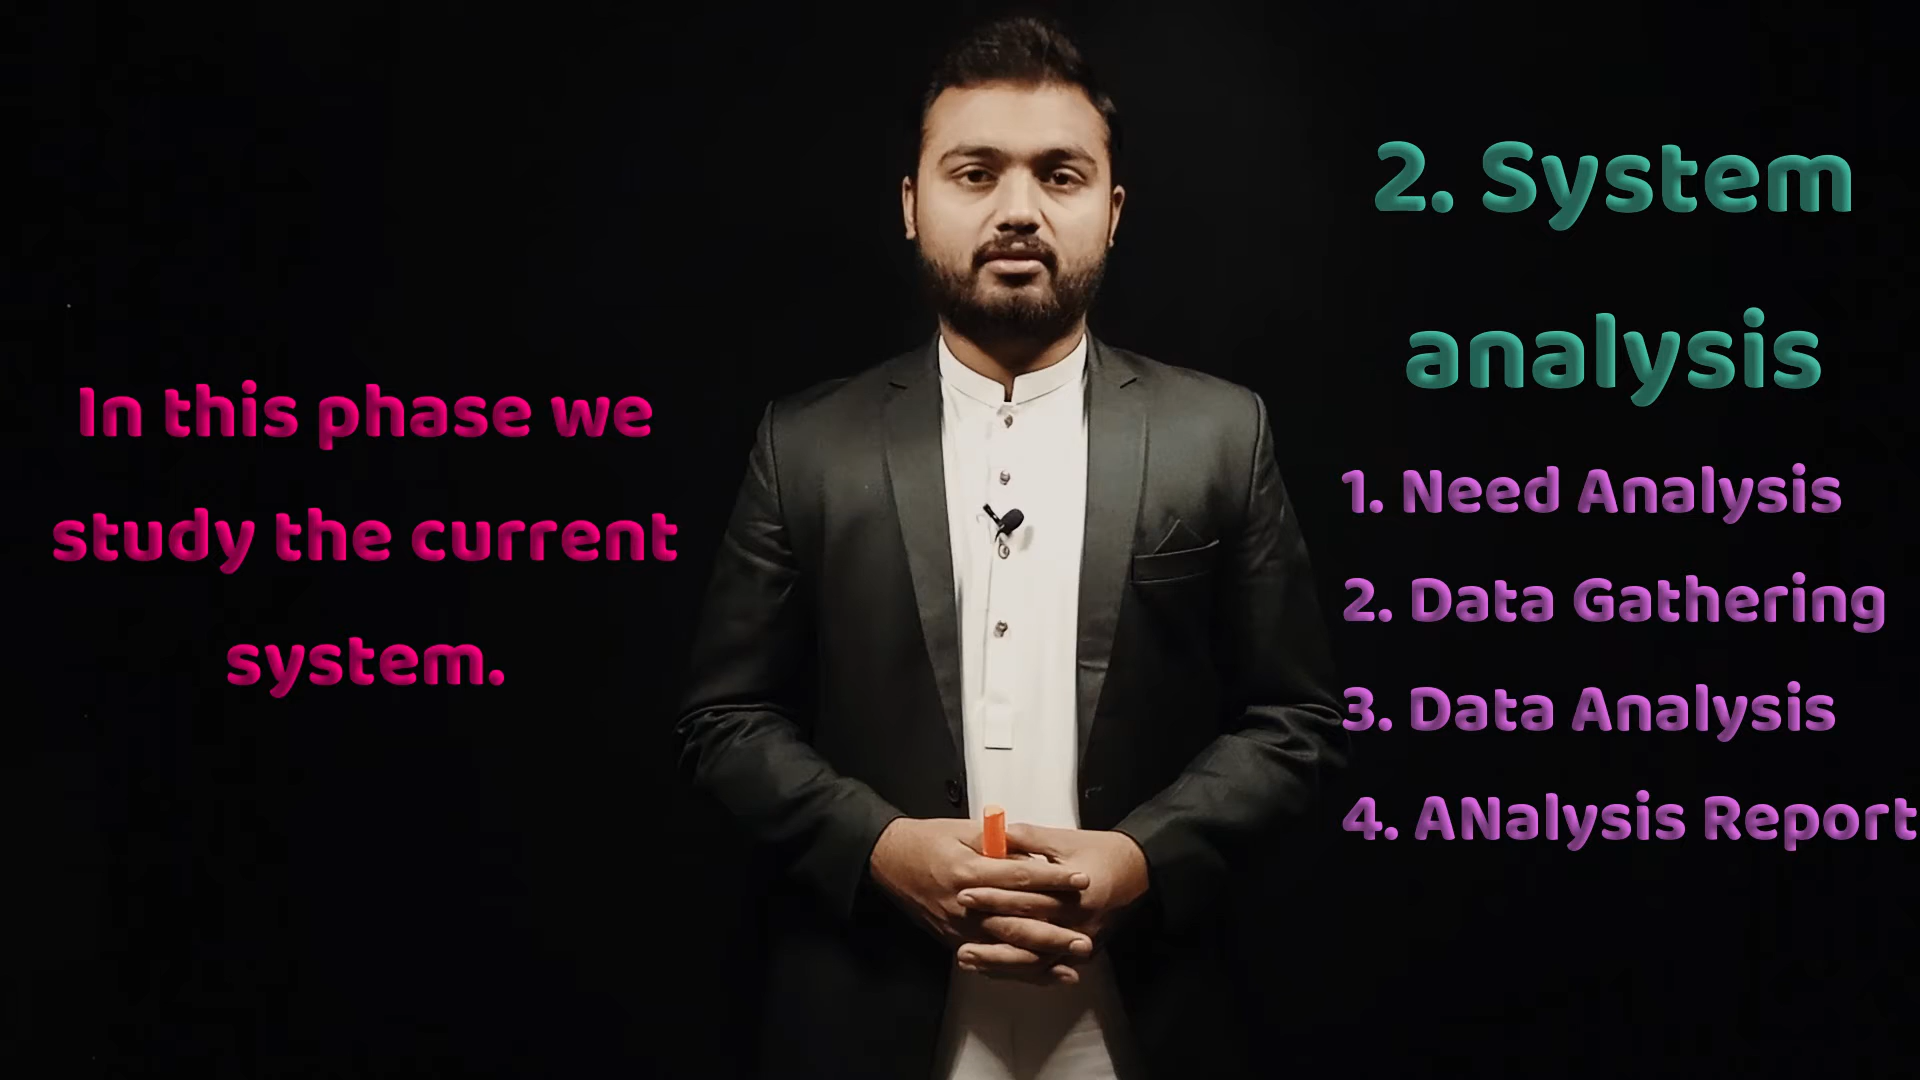 In this phase we
study the current
system.
2. System
analysis
1. Need Analysis
2. Data Gathering
3. Data Analysis
4. ANalysis Report